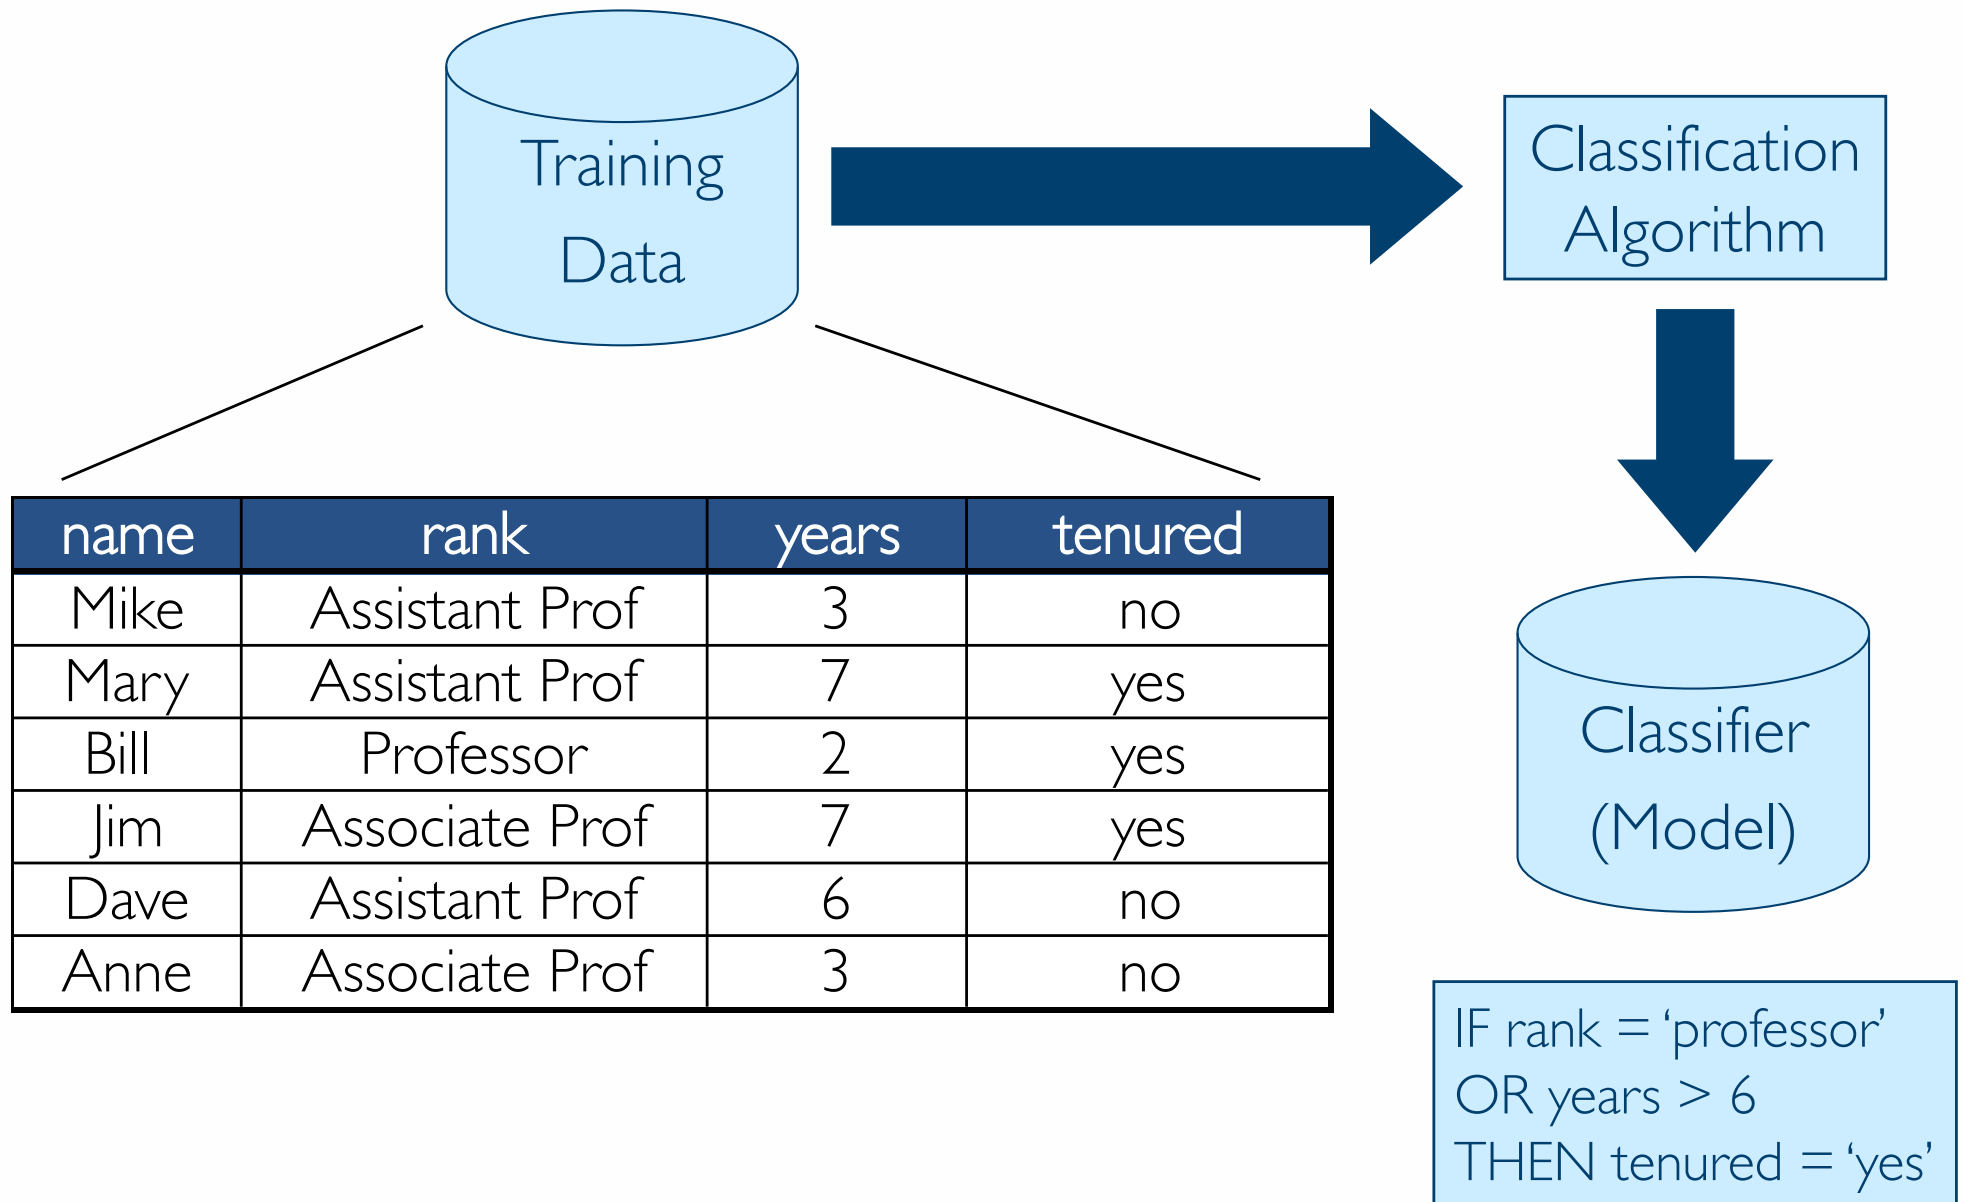 Training
Data
Classification
Algorithm
name rank years tenured
Mike Assistant Prof 3 no
Mary Assistant Prof 7 yes
Bill Professor 2 yes
Jim Associate Prof 7 yes
Dave Assistant Prof 6 no
Anne Associate Prof 3 no
Classifier
(Model)
IF rank = ‘professor’
OR years > 6
THEN tenured = ‘yes’